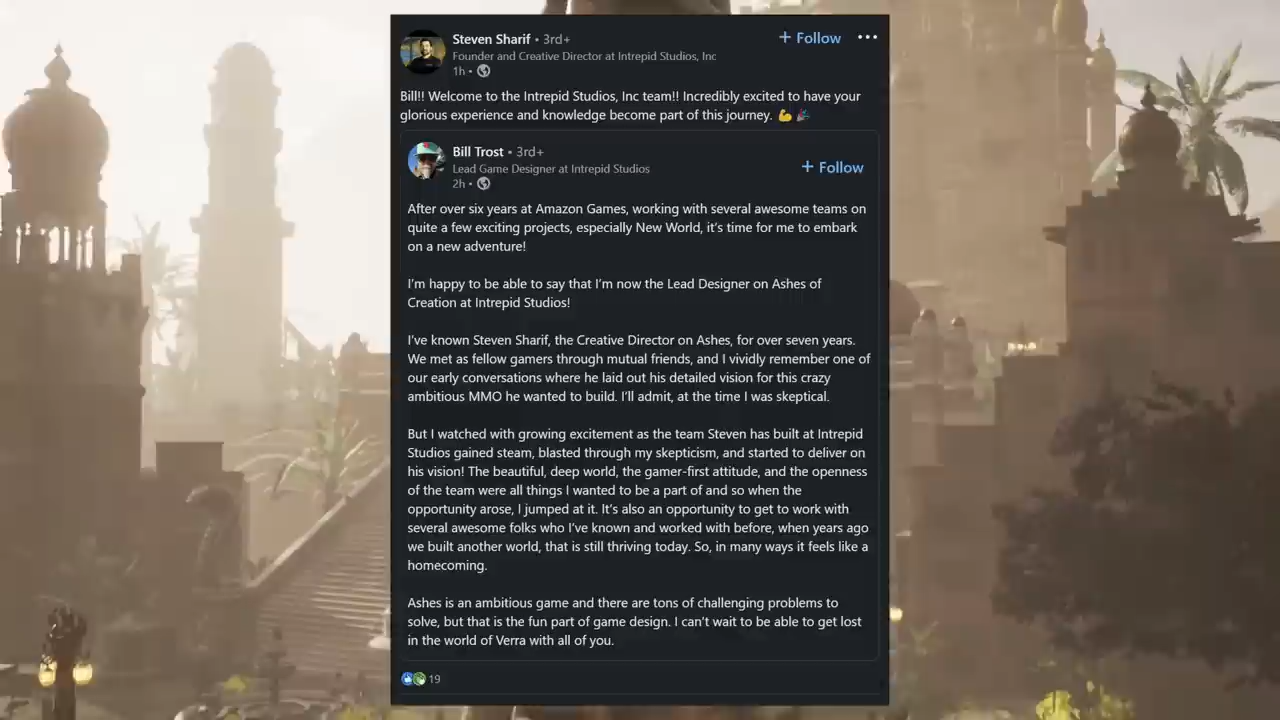 Steven Sharif • 3rd+
+ Follow
•••
Founder and Creative Director at Intrepid Studios, Inc
1h •
Bill!! Welcome to the Intrepid Studios, Inc team!! Incredibly excited to have your
glorious experience and knowledge become part of this journey. 💪 🎉
Bill Trost • 3rd+
+ Follow
Lead Game Designer at Intrepid Studios
2h •
After over six years at Amazon Games, working with several awesome teams on
quite a few exciting projects, especially New World, it's time for me to embark
on a new adventure!
I'm happy to be able to say that I'm now the Lead Designer on Ashes of
Creation at Intrepid Studios!
I've known Steven Sharif, the Creative Director on Ashes, for over seven years.
We met as fellow gamers through mutual friends, and I vividly remember one of
our early conversations where he laid out his detailed vision for this crazy
ambitious MMO he wanted to build. I'll admit, at the time I was skeptical.
But I watched with growing excitement as the team Steven has built at Intrepid
Studios gained steam, blasted through my skepticism, and started to deliver on
his vision! The beautiful, deep world, the gamer-first attitude, and the openness
of the team were all things I wanted to be a part of and so when the
opportunity arose, I jumped at it. It's also an opportunity to get to work with
several awesome folks who I've known and worked with before, when years ago
we built another world, that is still thriving today. So, in many ways it feels like a
homecoming.
Ashes is an ambitious game and there are tons of challenging problems to
solve, but that is the fun part of game design. I can't wait to be able to get lost
in the world of Verra with all of you.
19